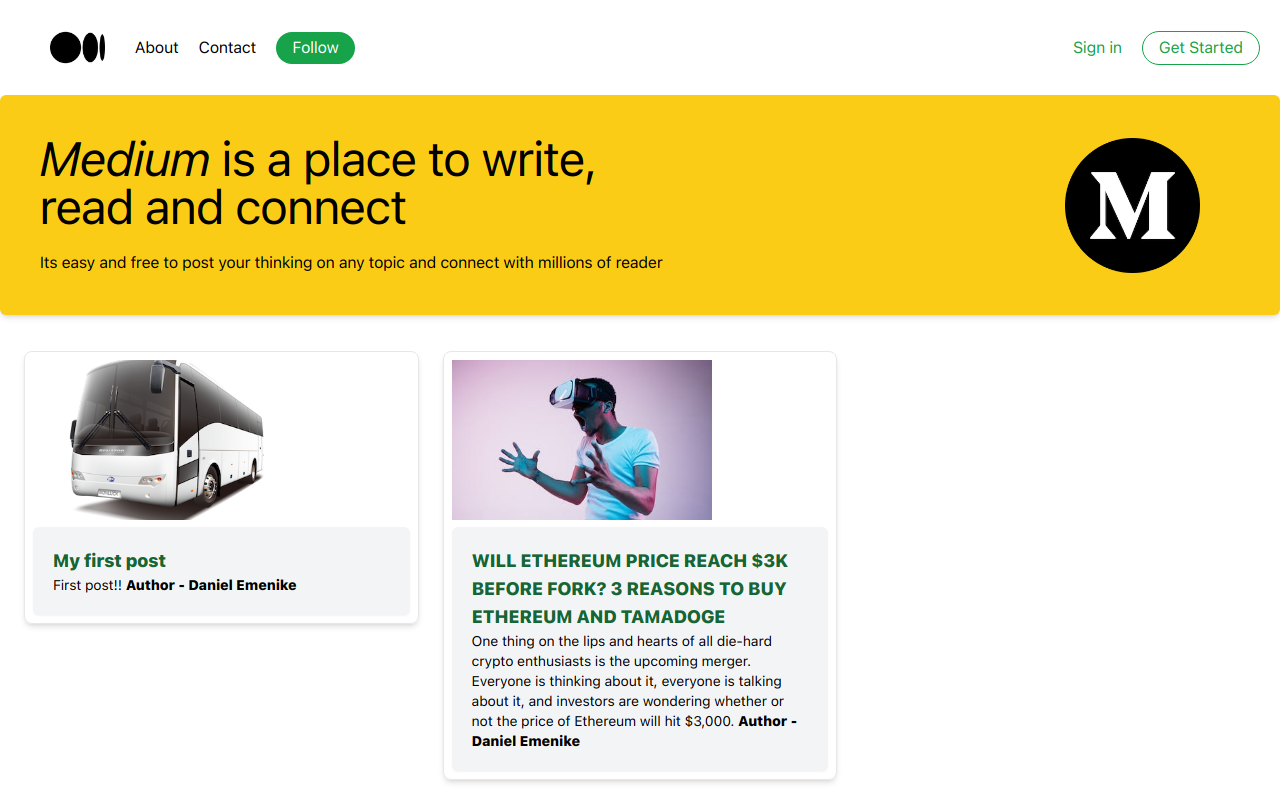 About Contact Follow Sign in Get Started
Medium is a place to write,
read and connect
M
Its easy and free to post your thinking on any topic and connect with millions of reader
My first post
First post!! Author - Daniel Emenike
WILL ETHEREUM PRICE REACH $3K
BEFORE FORK? 3 REASONS TO BUY
ETHEREUM AND TAMADOGE
One thing on the lips and hearts of all die-hard
crypto enthusiasts is the upcoming merger.
Everyone is thinking about it, everyone is talking
about it, and investors are wondering whether or
not the price of Ethereum will hit $3,000. Author -
Daniel Emenike